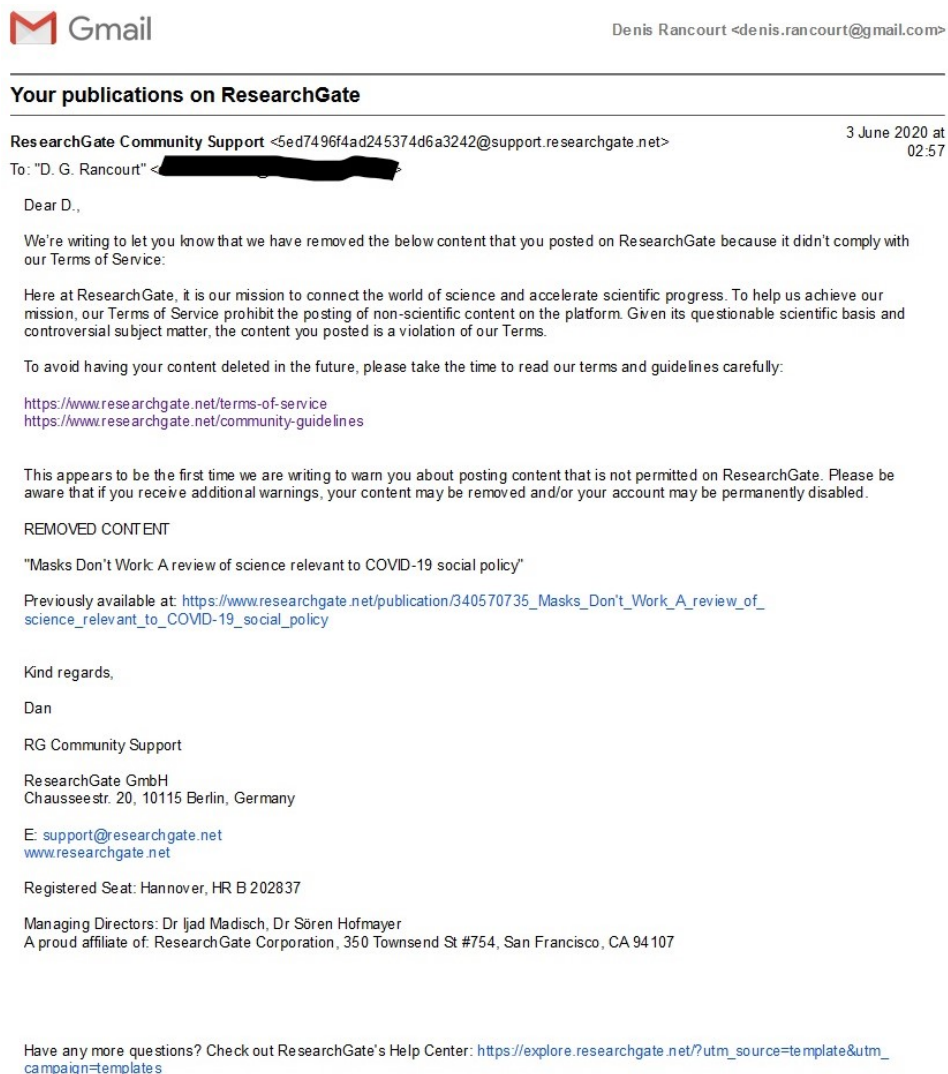 Gmail
Denis Rancourt <denis.rancourt@gmail.com>
Your publications on ResearchGate
ResearchGate Community Support <5ed7496f4ad245374d6a3242@support.researchgate.net>
3 June 2020 at
02:57
To: "D. G. Rancourt" <
>
Dear D.,
We're writing to let you know that we have removed the below content that you posted on ResearchGate because it didn't comply with
our Terms of Service:
Here at ResearchGate, it is our mission to connect the world of science and accelerate scientific progress. To help us achieve our
mission, our Terms of Service prohibit the posting of non-scientific content on the platform. Given its questionable scientific basis and
controversial subject matter, the content you posted is a violation of our Terms.
To avoid having your content deleted in the future, please take the time to read our terms and guidelines carefully:
https://www.researchgate.net/terms-of-service
https://www.researchgate.net/community-guidelines
This appears to be the first time we are writing to warn you about posting content that is not permitted on ResearchGate. Please be
aware that if you receive additional warnings, your content may be removed and/or your account may be permanently disabled.
REMOVED CONTENT
"Masks Don't Work: A review of science relevant to COVID-19 social policy"
Previously available at: https://www.researchgate.net/publication/340570735_Masks_Don't_Work_A_review_of_
science_relevant_to_COVID-19_social_policy
Kind regards,
Dan
RG Community Support
ResearchGate GmbH
Chausseestr. 20, 10115 Berlin, Germany
E: support@researchgate.net
www.researchgate.net
Registered Seat: Hannover, HR B 202837
Managing Directors: Dr Ijad Madisch, Dr Sören Hofmayer
A proud affiliate of: ResearchGate Corporation, 350 Townsend St #754, San Francisco, CA 94107
Have any more questions? Check out ResearchGate's Help Center: https://explore.researchgate.net/?utm_source=template&utm_
campaign=templates